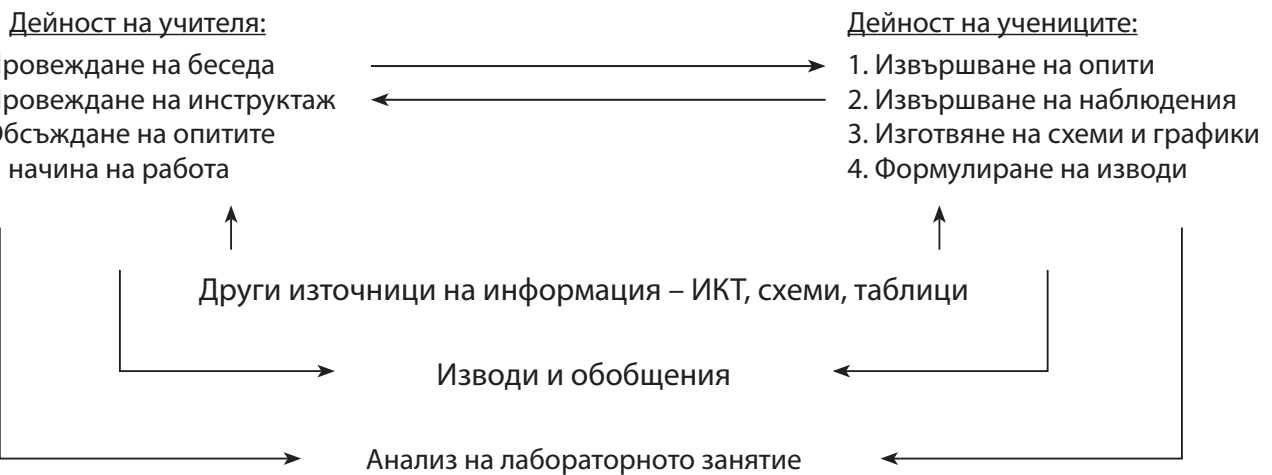 Дейност на учителя:
ровеждане на беседа
ровеждане на инструктаж
бсъждане на опитите
начина на работа
Дейност на учениците:
1. Извършване на опити
2. Извършване на наблюдения
3. Изготвяне на схеми и графики
4. Формулиране на изводи
Други източници на информация – ИКТ, схеми, таблици
Изводи и обобщения
Анализ на лабораторното занятие